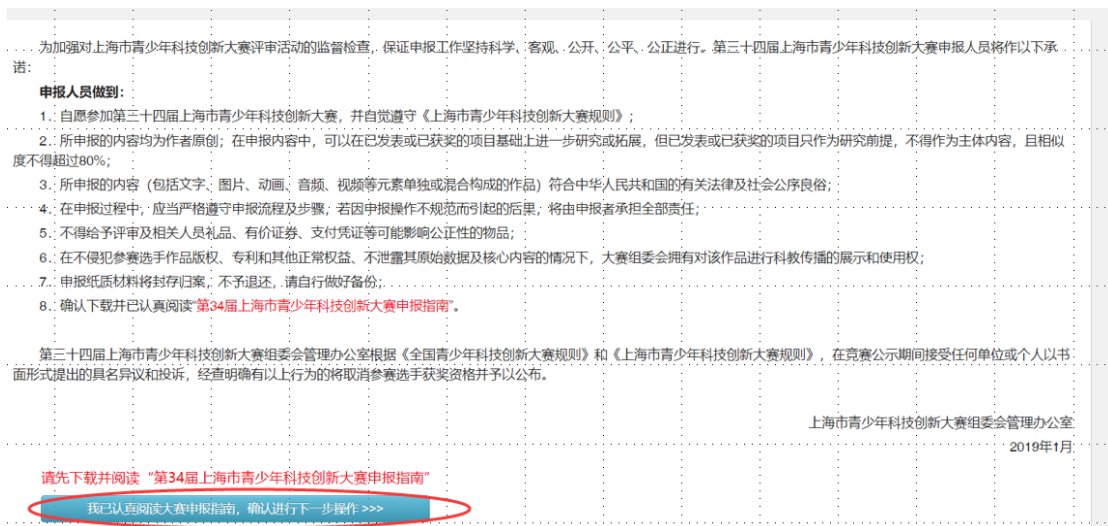 为加强对上海市青少年科技创新大赛评审活动的监督检查，保证申报工作坚持科学、客观、公开、公平、公正进行。第三十四届上海市青少年科技创新大赛申报人员将作以下承
诺：
申报人员做到：
1. 自愿参加第三十四届上海市青少年科技创新大赛，并自觉遵守《上海市青少年科技创新大赛规则》；
2. 所申报的内容均为作者原创；在申报内容中，可以在已发表或已获奖的项目基础上进一步研究或拓展，但已发表或已获奖的项目只作为研究前提，不得作为主体内容，且相似
度不得超过80%；
3. 所申报的内容（包括文字、图片、动画、音频、视频等元素单独或混合构成的作品）符合中华人民共和国的有关法律及社会公序良俗；
4. 在申报过程中，应当严格遵守申报流程及步骤，若因申报操作不规范而引起的后果，将由申报者承担全部责任；
5. 不得给予评审及相关人员礼品、有价证券、支付凭证等可能影响公正性的物品；
6. 在不侵犯参赛选手作品版权、专利和其他正常权益、不泄露其原始数据及核心内容的情况下，大赛组委会拥有对该作品进行科教传播的展示和使用权；
7. 申报纸质材料将封存归案，不予退还，请自行做好备份；
8. 确认下载并已认真阅读“第34届上海市青少年科技创新大赛申报指南”。
第三十四届上海市青少年科技创新大赛组委会管理办公室根据《全国青少年科技创新大赛规则》和《上海市青少年科技创新大赛规则》，在竞赛公示期间接受任何单位或个人以书
面形式提出的具名异议和投诉，经查明确有以上行为的将取消参赛选手获奖资格并予以公布。
上海市青少年科技创新大赛组委会管理办公室
2019年1月
请先下载并阅读“第34届上海市青少年科技创新大赛申报指南”
我已认真阅读大赛申报指南，确认进行下一步操作 >>>